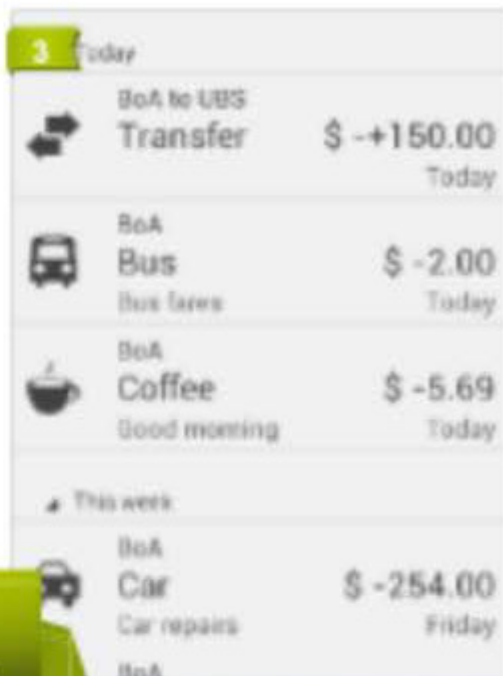 3 Today
BoA to UBS
Transfer $ -+150.00
Today
BoA
Bus $ -2.00
Bus fares Today
BoA
Coffee $ -5.69
Good morning Today
This week
BoA
Car $ -254.00
Car repairs Friday
BoA